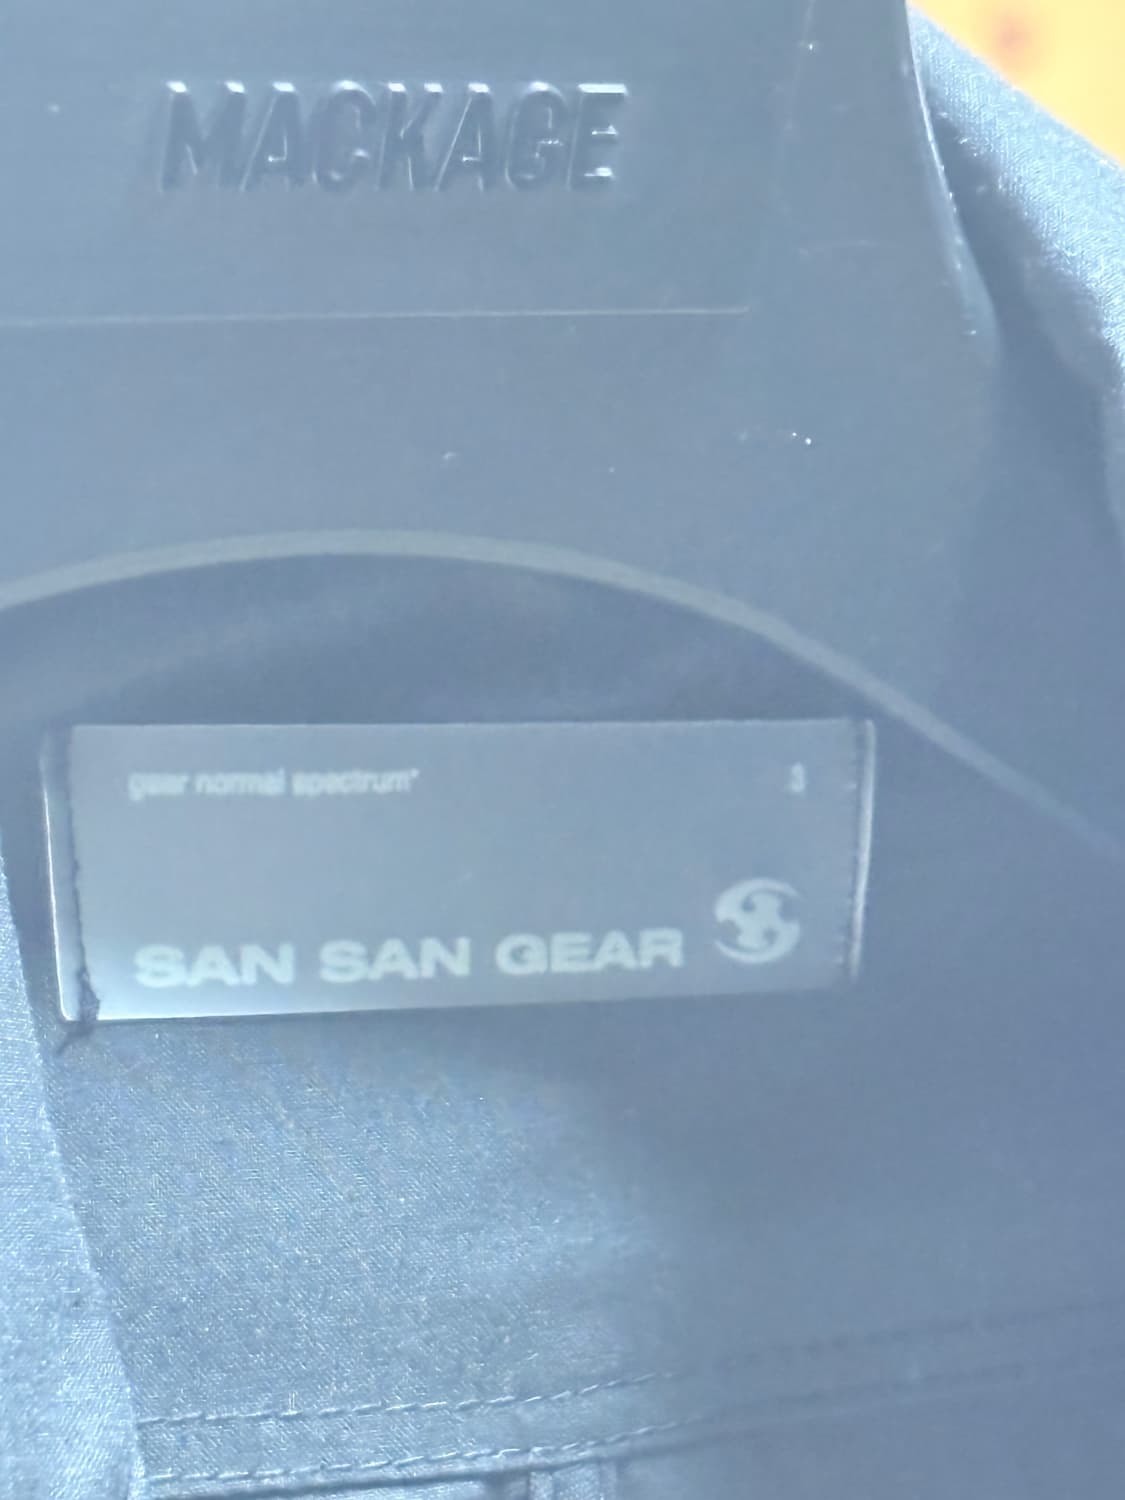 MACKAGE
gear normal spectrum* 3
SAN SAN GEAR